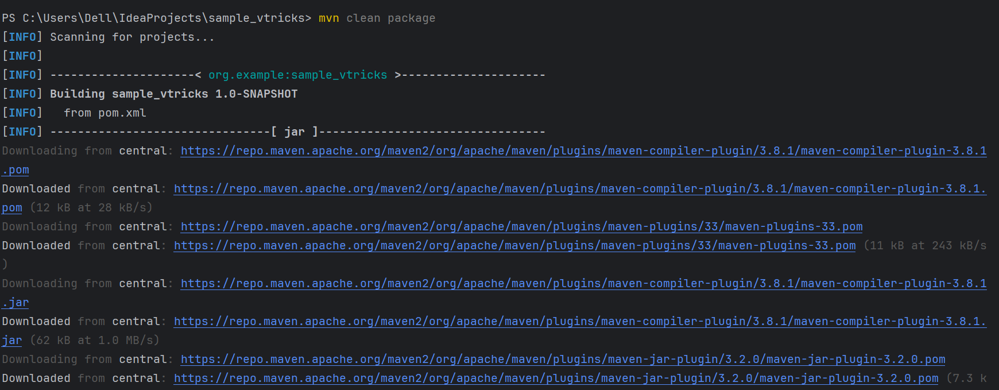 PS C:\Users\Dell\IdeaProjects\sample_vtricks> mvn clean package
[INFO] Scanning for projects...
[INFO]
[INFO] ---------------------< org.example:sample_vtricks >---------------------
[INFO] Building sample_vtricks 1.0-SNAPSHOT
[INFO]   from pom.xml
[INFO] --------------------------------[ jar ]---------------------------------
Downloading from central: https://repo.maven.apache.org/maven2/org/apache/maven/plugins/maven-compiler-plugin/3.8.1/maven-compiler-plugin-3.8.1
.pom
Downloaded from central: https://repo.maven.apache.org/maven2/org/apache/maven/plugins/maven-compiler-plugin/3.8.1/maven-compiler-plugin-3.8.1.
pom (12 kB at 28 kB/s)
Downloading from central: https://repo.maven.apache.org/maven2/org/apache/maven/plugins/maven-plugins/33/maven-plugins-33.pom
Downloaded from central: https://repo.maven.apache.org/maven2/org/apache/maven/plugins/maven-plugins/33/maven-plugins-33.pom (11 kB at 243 kB/s
)
Downloading from central: https://repo.maven.apache.org/maven2/org/apache/maven/plugins/maven-compiler-plugin/3.8.1/maven-compiler-plugin-3.8.1
.jar
Downloaded from central: https://repo.maven.apache.org/maven2/org/apache/maven/plugins/maven-compiler-plugin/3.8.1/maven-compiler-plugin-3.8.1.
jar (62 kB at 1.0 MB/s)
Downloading from central: https://repo.maven.apache.org/maven2/org/apache/maven/plugins/maven-jar-plugin/3.2.0/maven-jar-plugin-3.2.0.pom
Downloaded from central: https://repo.maven.apache.org/maven2/org/apache/maven/plugins/maven-jar-plugin/3.2.0/maven-jar-plugin-3.2.0.pom (7.3 k